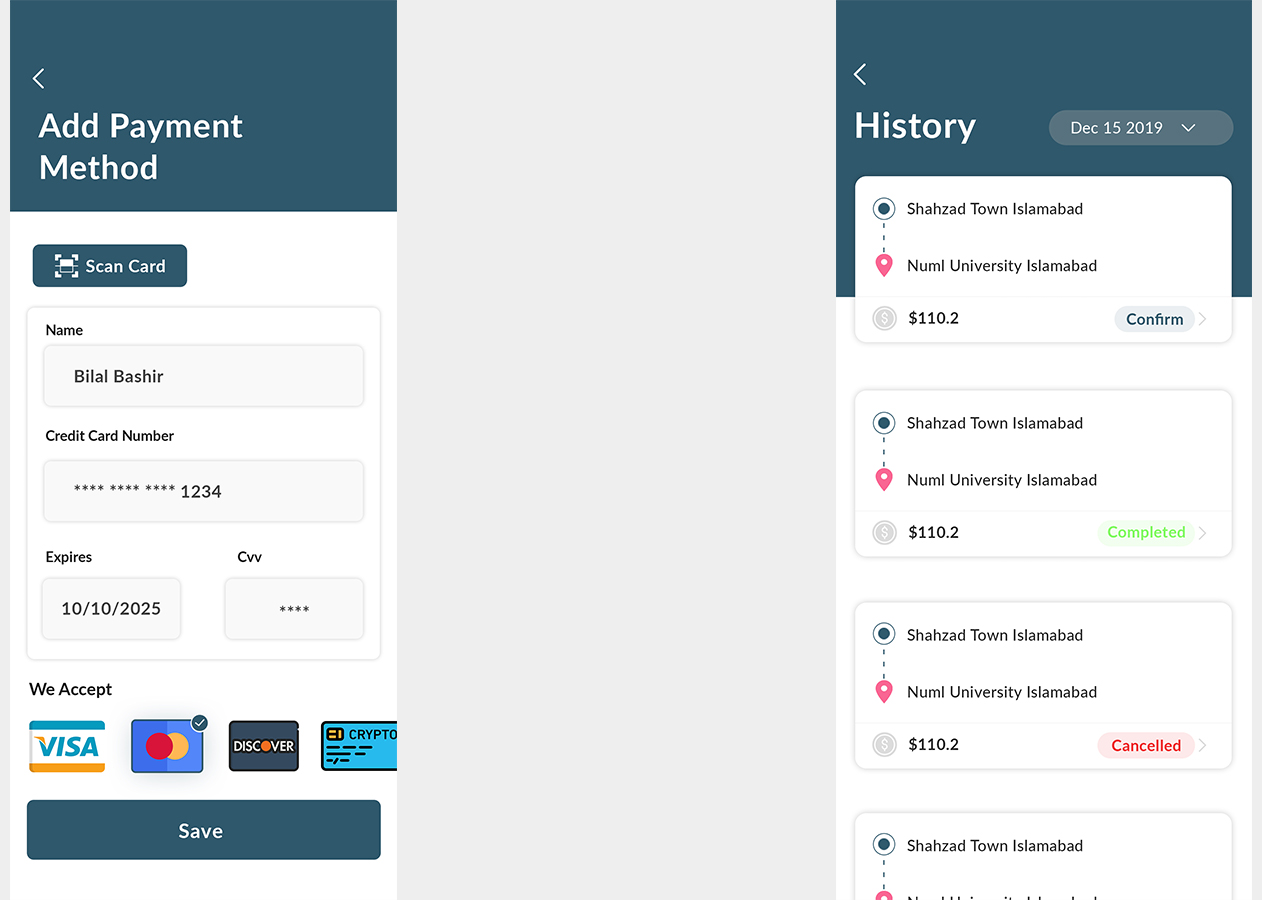 Add Payment
Method
Scan Card
Name
Bilal Bashir
Credit Card Number
**** **** **** 1234
Expires
Cvv
10/10/2025
****
We Accept
VISA
DISCOVER
CRYPTO
Save
History
Dec 15 2019
Shahzad Town Islamabad
Numl University Islamabad
$110.2
Confirm
Shahzad Town Islamabad
Numl University Islamabad
$110.2
Completed
Shahzad Town Islamabad
Numl University Islamabad
$110.2
Cancelled
Shahzad Town Islamabad